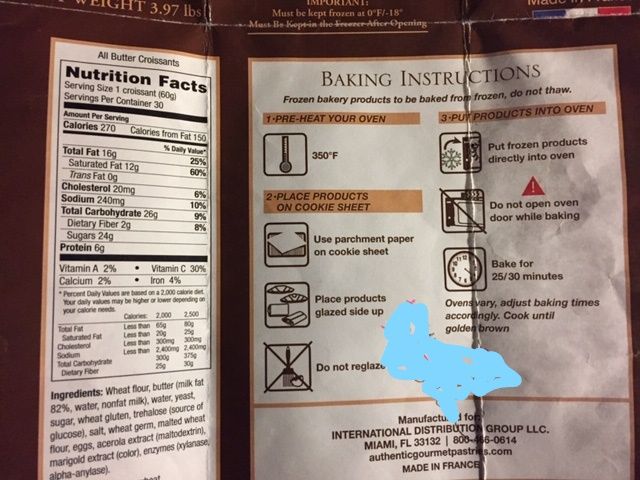 WEIGHT 3.97 lbs
IMPORTANT:
Must be kept frozen at 0°F/-18°
Must Be Kept in the Freezer After Opening
Made in
All Butter Croissants
Nutrition Facts
Serving Size 1 croissant (60g)
Servings Per Container 30
Amount Per Serving
Calories 270 Calories from Fat 150
% Daily Value*
Total Fat 16g 25%
Saturated Fat 12g 60%
Trans Fat 0g
Cholesterol 20mg 6%
Sodium 240mg 10%
Total Carbohydrate 26g 9%
Dietary Fiber 2g 8%
Sugars 24g
Protein 6g
Vitamin A 2% • Vitamin C 30%
Calcium 2% • Iron 4%
* Percent Daily Values are based on a 2,000 calorie diet.
Your daily values may be higher or lower depending on
your calorie needs.
Calories: 2,000 2,500
Total Fat Less than 65g 80g
Saturated Fat Less than 20g 25g
Cholesterol Less than 300mg 300mg
Sodium Less than 2,400mg 2,400mg
Total Carbohydrate 300g 375g
Dietary Fiber 25g 30g
Ingredients: Wheat flour, butter (milk fat
82%, water, nonfat milk), water, yeast,
sugar, wheat gluten, trehalose (source of
glucose), salt, wheat germ, malted wheat
flour, eggs, acerola extract (maltodextrin),
marigold extract (color), enzymes (xylanase,
alpha-amylase).
BAKING INSTRUCTIONS
Frozen bakery products to be baked from frozen, do not thaw.
1•PRE-HEAT YOUR OVEN
350°F
2•PLACE PRODUCTS
ON COOKIE SHEET
Use parchment paper
on cookie sheet
Place products
glazed side up
Do not reglaze
3•PUT PRODUCTS INTO OVEN
Put frozen products
directly into oven
Do not open oven
door while baking
Bake for
25/30 minutes
Ovens vary, adjust baking times
accordingly. Cook until
golden brown
Manufactured for:
INTERNATIONAL DISTRIBUTION GROUP LLC.
MIAMI, FL 33132 | 800-466-0614
authenticgourmetpastries.com
MADE IN FRANCE